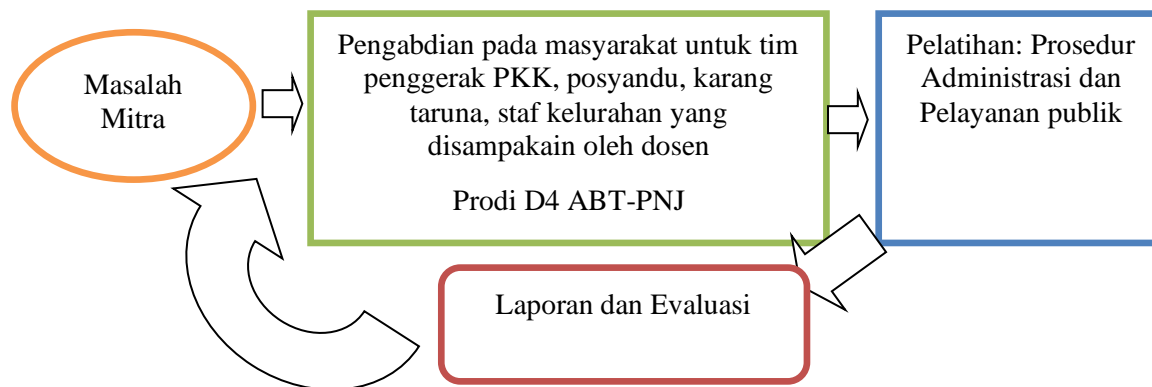 Masalah
Mitra
Pengabdian pada masyarakat untuk tim
penggerak PKK, posyandu, karang
taruna, staf kelurahan yang
disampakain oleh dosen
Prodi D4 ABT-PNJ
Pelatihan: Prosedur
Administrasi dan
Pelayanan publik
Laporan dan Evaluasi